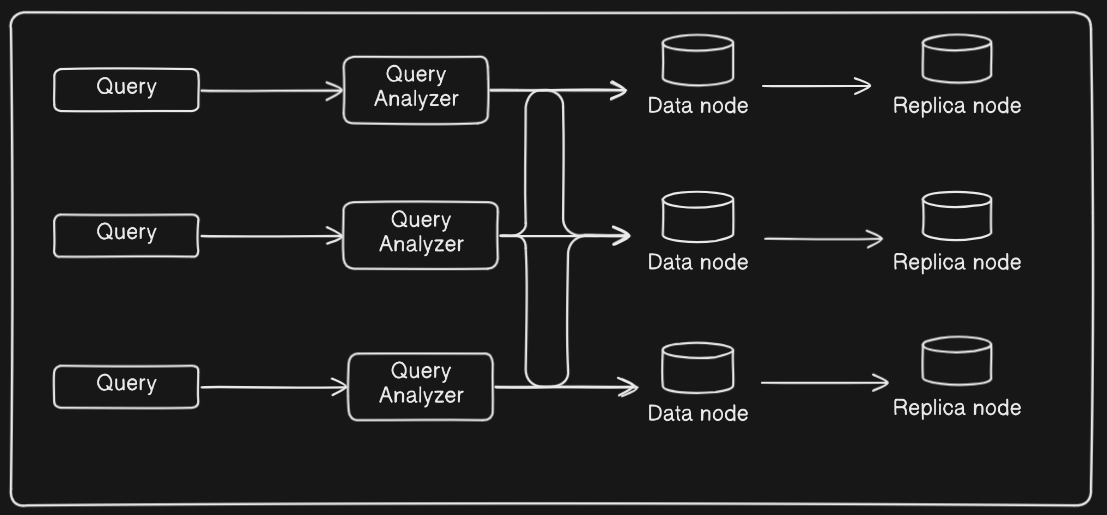 Query
Query
Analyzer
Data node
Replica node
Query
Query
Analyzer
Data node
Replica node
Query
Query
Analyzer
Data node
Replica node